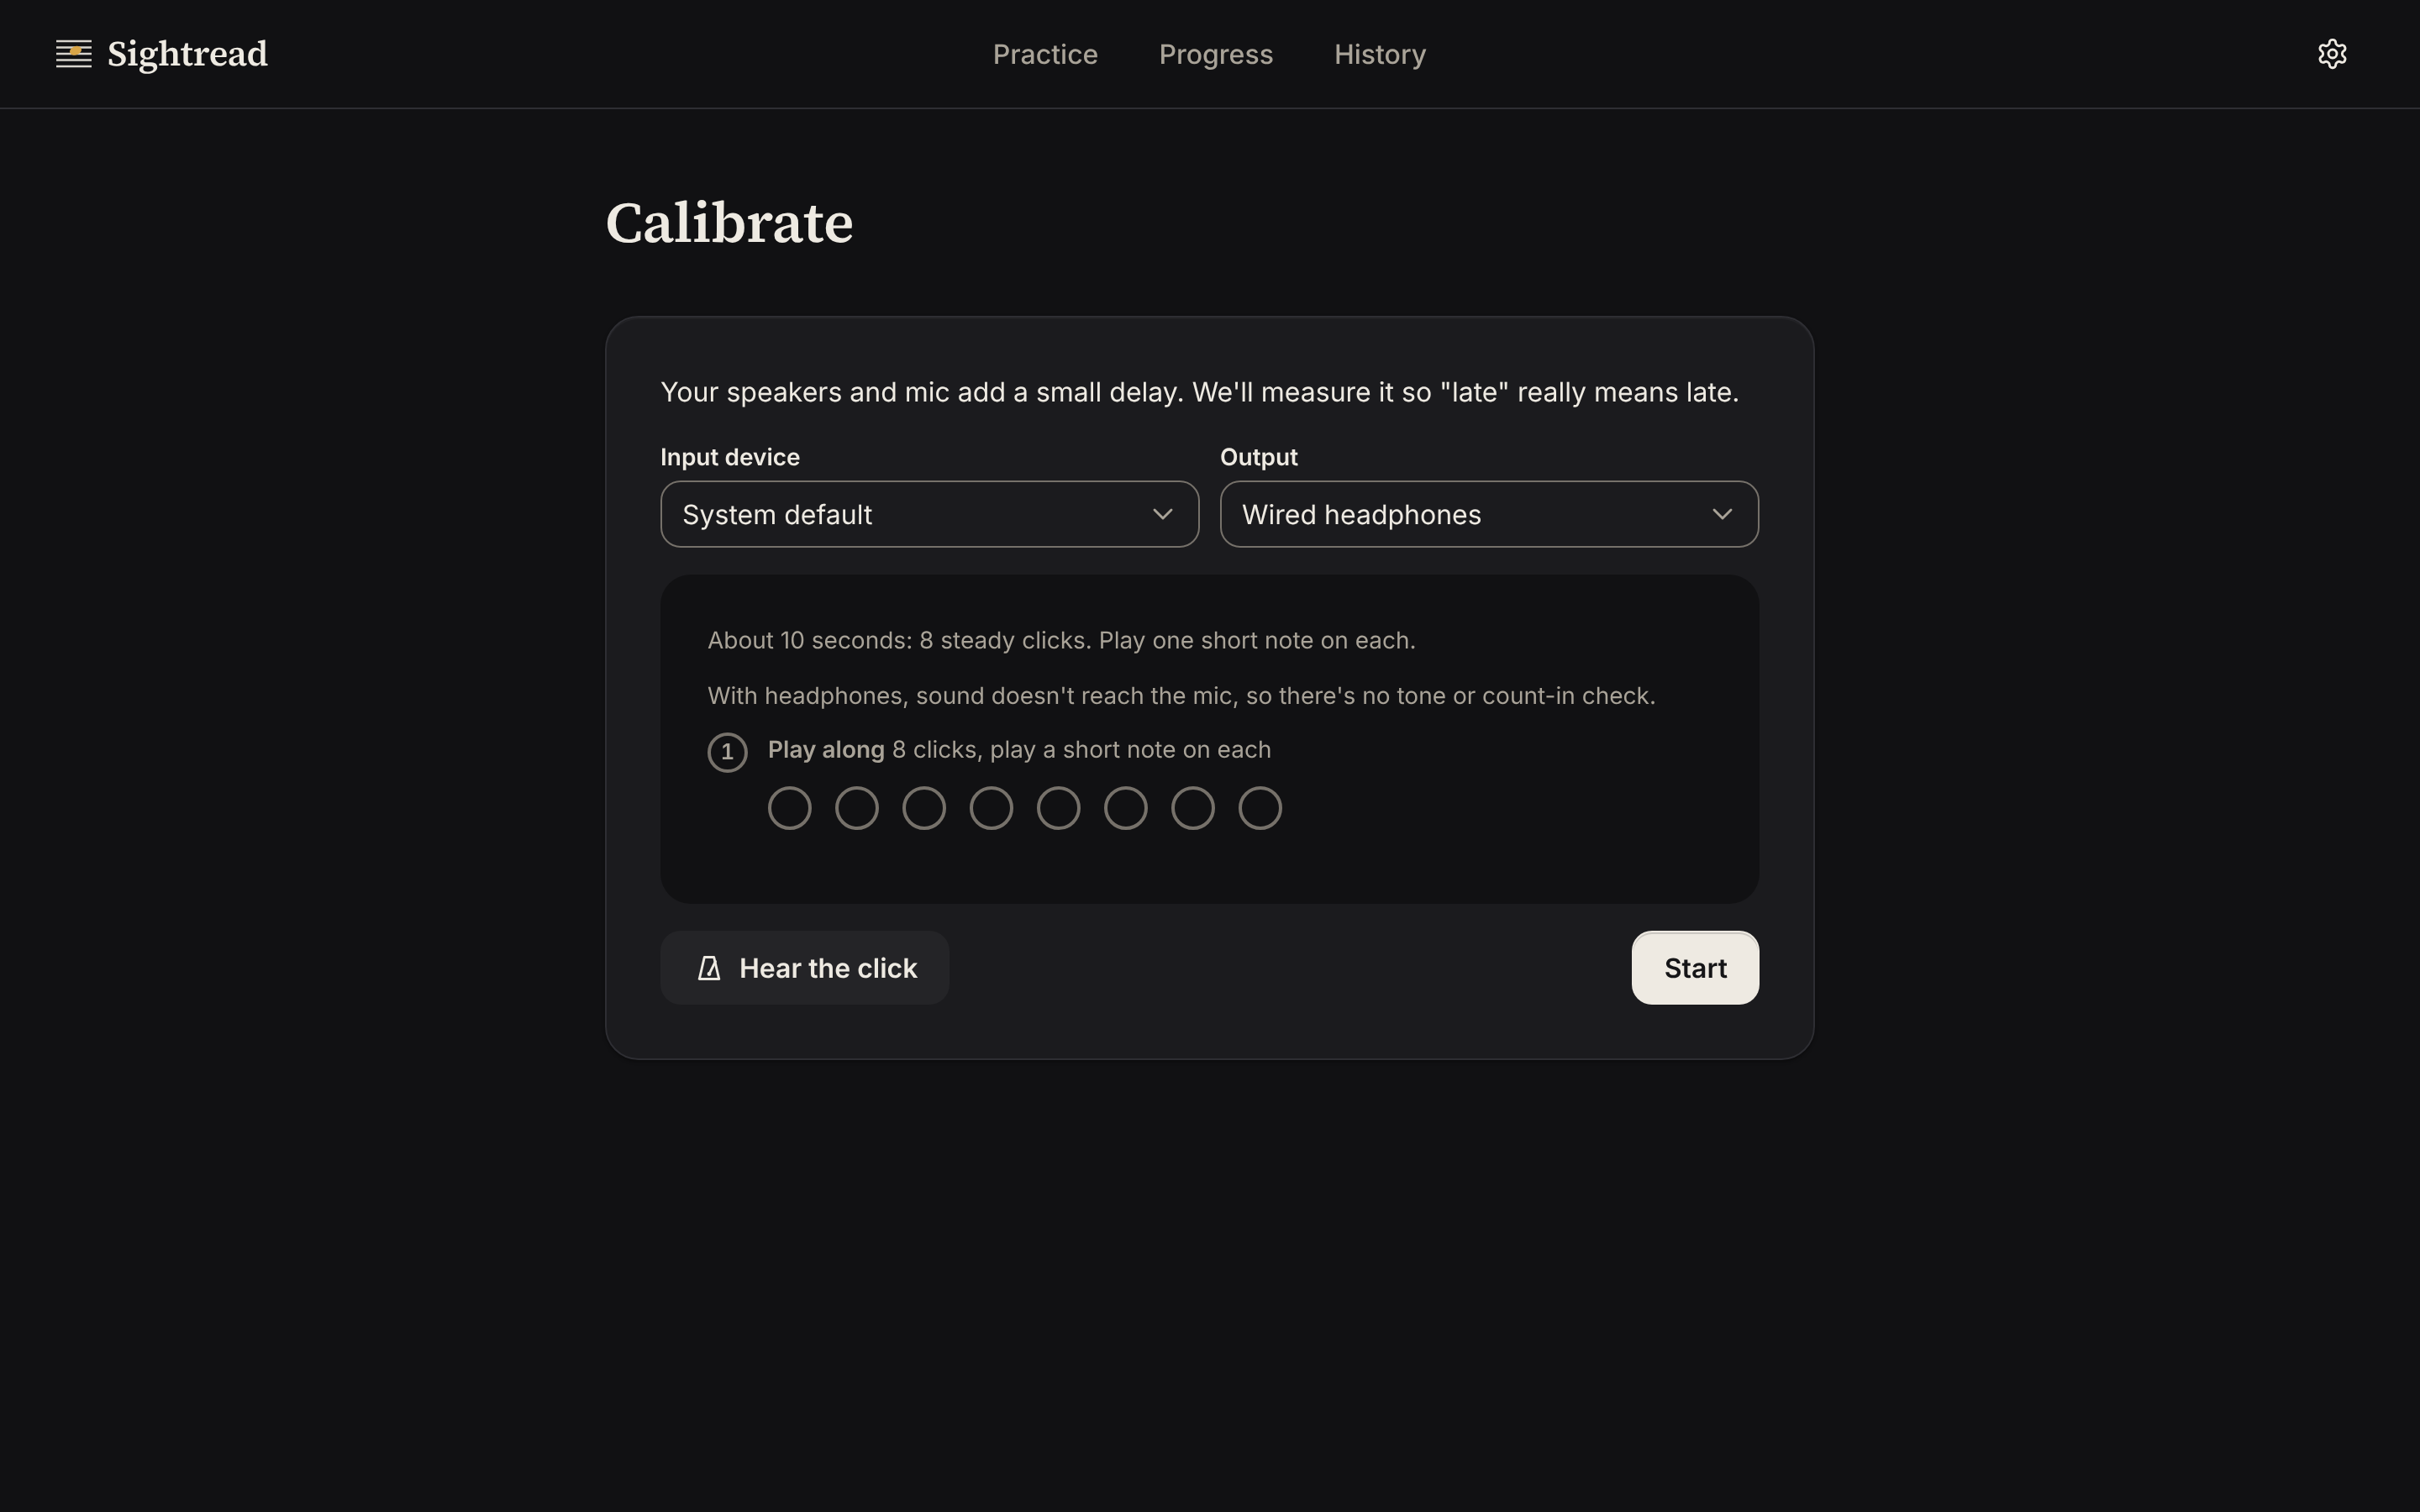 Sightread
Practice Progress History
Calibrate
Your speakers and mic add a small delay. We'll measure it so "late" really means late.
Input device Output
System default Wired headphones
About 10 seconds: 8 steady clicks. Play one short note on each.
With headphones, sound doesn't reach the mic, so there's no tone or count-in check.
1 Play along 8 clicks, play a short note on each
Hear the click Start